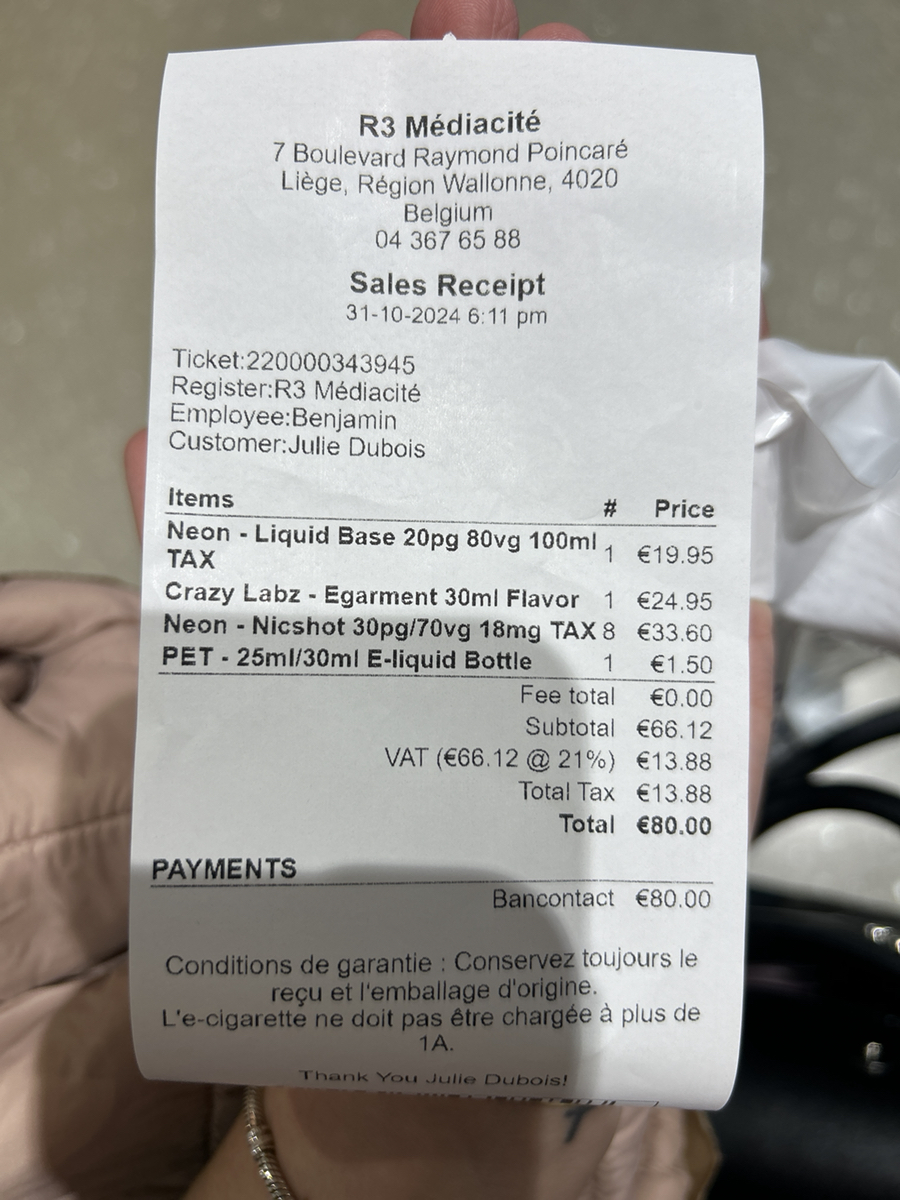 R3 Médiacité
7 Boulevard Raymond Poincaré
Liège, Région Wallonne, 4020
Belgium
04 367 65 88
Sales Receipt
31-10-2024 6:11 pm
Ticket:220000343945
Register:R3 Médiacité
Employee:Benjamin
Customer:Julie Dubois
Items # Price
Neon - Liquid Base 20pg 80vg 100ml TAX 1 €19.95
Crazy Labz - Egarment 30ml Flavor 1 €24.95
Neon - Nicshot 30pg/70vg 18mg TAX 8 €33.60
PET - 25ml/30ml E-liquid Bottle 1 €1.50
Fee total €0.00
Subtotal €66.12
VAT (€66.12 @ 21%) €13.88
Total Tax €13.88
Total €80.00
PAYMENTS
Bancontact €80.00
Conditions de garantie : Conservez toujours le
reçu et l'emballage d'origine.
L'e-cigarette ne doit pas être chargée à plus de
1A.
Thank You Julie Dubois!